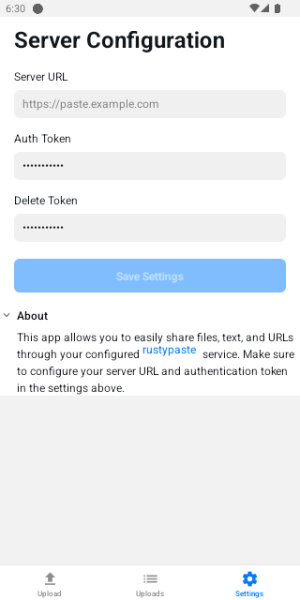 6:30
Server Configuration
Server URL
https://paste.example.com
Auth Token
•••••••••••
Delete Token
•••••••••••
Save Settings
About
This app allows you to easily share files, text, and URLs
through your configured rustypaste service. Make sure
to configure your server URL and authentication token
in the settings above.
Upload
Uploads
Settings